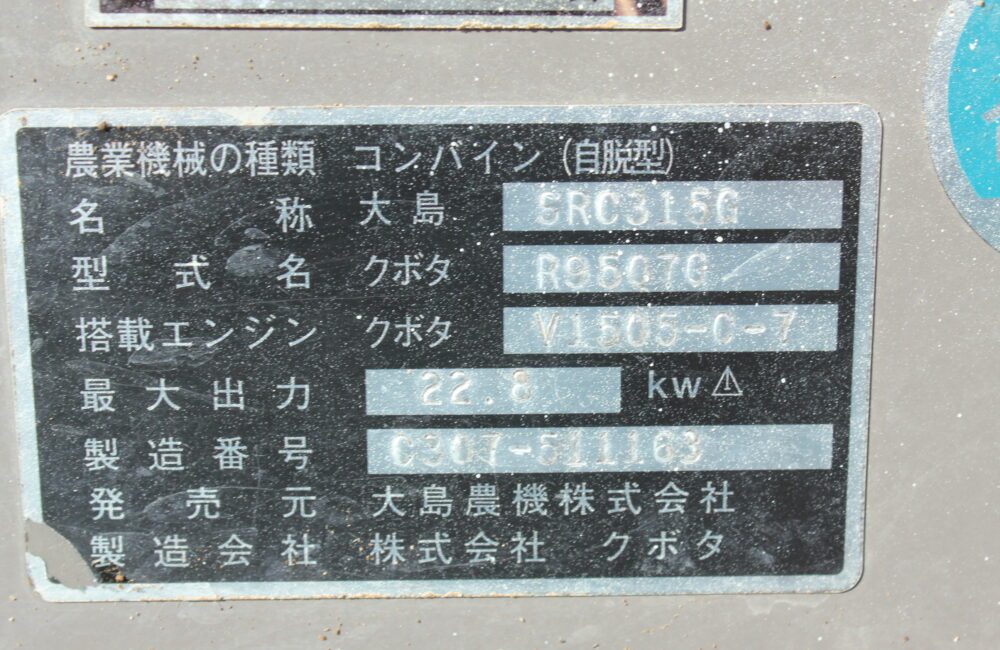 農業機械の種類 コンバイン (自脱型)
名称 大島 SRC315G
型式名 クボタ R9507G
搭載エンジン クボタ V1505-C-7
最大出力 22.8 kw
製造番号 C307-511163
発売元 大島農機株式会社
製造会社 株式会社 クボタ